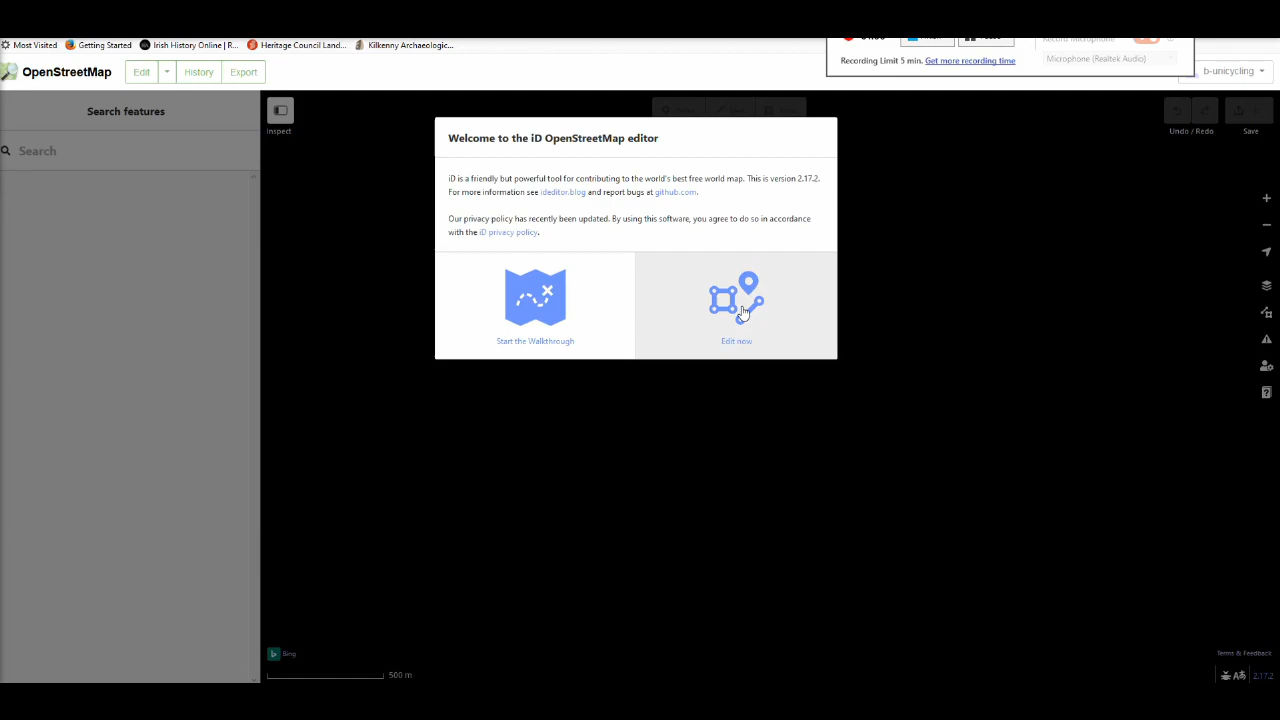 Most Visited Getting Started Irish History Online | R... Heritage Council Land... Kilkenny Archaeologic...
Record Microphone
Microphone (Realtek Audio)
Recording Limit 5 min. Get more recording time
OpenStreetMap Edit History Export b-unicycling
Search features
Inspect
Undo / Redo Save
Search
Welcome to the iD OpenStreetMap editor
iD is a friendly but powerful tool for contributing to the world's best free world map. This is version 2.17.2.
For more information see ideditor.blog and report bugs at github.com.
Our privacy policy has recently been updated. By using this software, you agree to do so in accordance
with the iD privacy policy.
Start the Walkthrough Edit now
Bing
500 m
Terms & Feedback
2.17.2